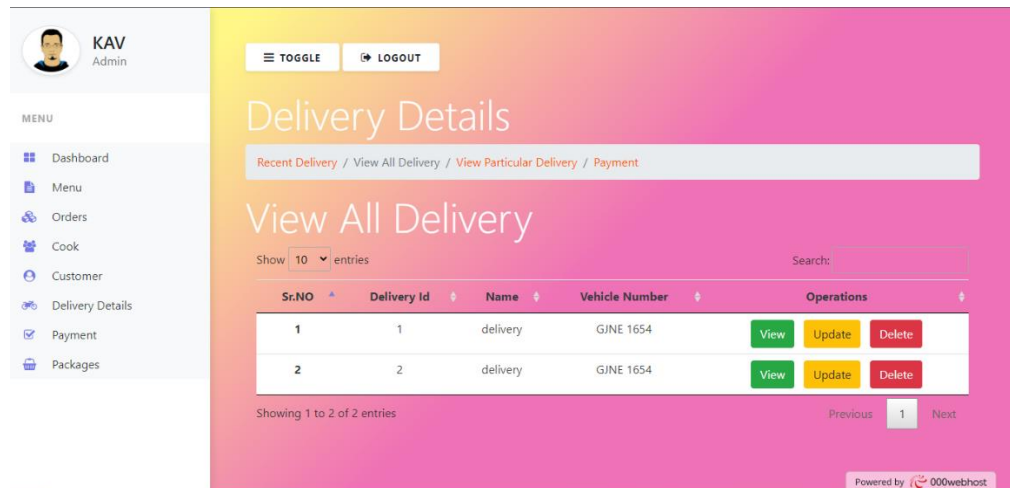 KAV
Admin
MENU
Dashboard
Menu
Orders
Cook
Customer
Delivery Details
Payment
Packages
TOGGLE
LOGOUT
Delivery Details
Recent Delivery / View All Delivery / View Particular Delivery / Payment
View All Delivery
Show 10 entries
Search:
Sr.NO Delivery Id Name Vehicle Number Operations
1 1 delivery GJNE 1654 View Update Delete
2 2 delivery GJNE 1654 View Update Delete
Showing 1 to 2 of 2 entries
Previous 1 Next
Powered by 000webhost